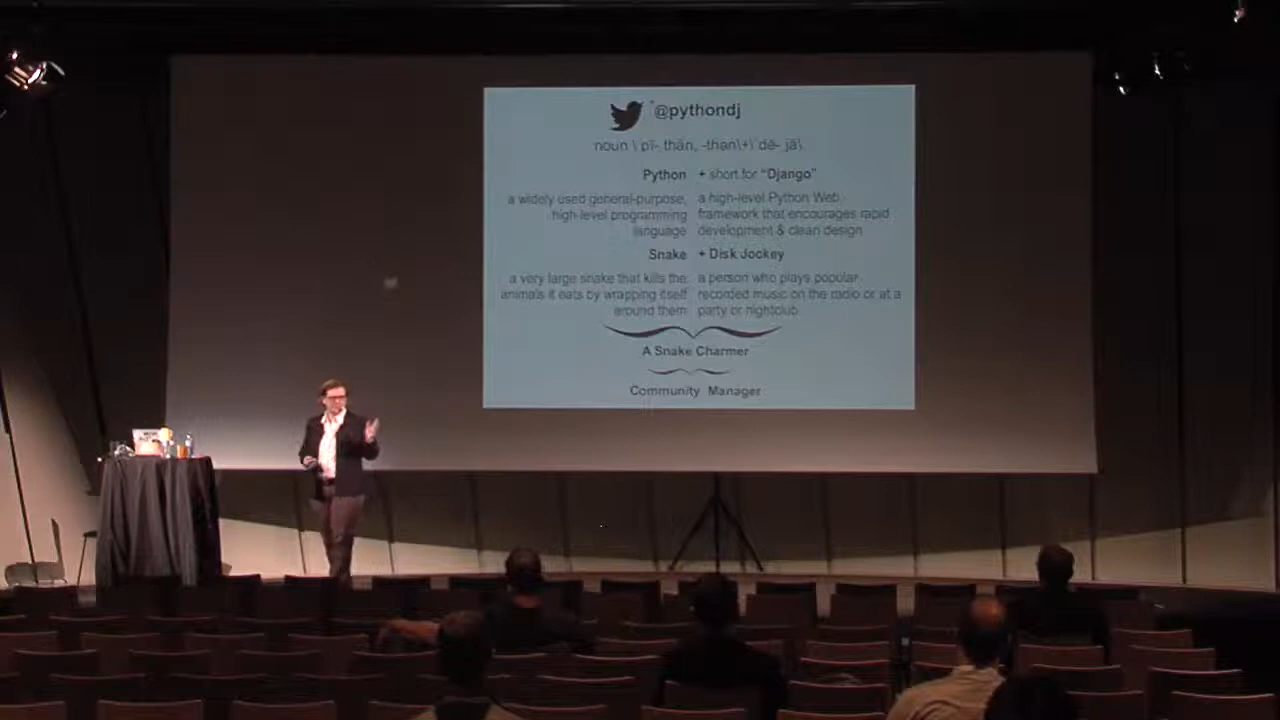 @pythondj
noun \ pī- thän, -thən\+\ˈdē- jā\
Python + short for “Django”
a widely used general-purpose, high-level programming language
a high-level Python Web framework that encourages rapid development & clean design
Snake + Disk Jockey
a very large snake that kills the animals it eats by wrapping itself around them
a person who plays popular recorded music on the radio or at a party or nightclub
A Snake Charmer
Community Manager